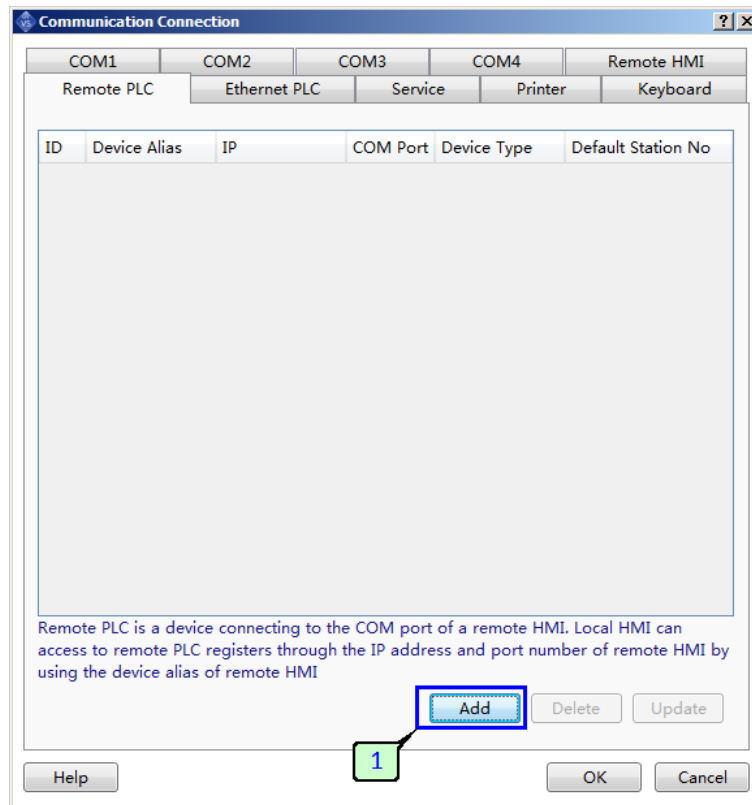 VS Communication Connection ? X
COM1 COM2 COM3 COM4 Remote HMI
Remote PLC Ethernet PLC Service Printer Keyboard
ID Device Alias IP COM Port Device Type Default Station No
Remote PLC is a device connecting to the COM port of a remote HMI. Local HMI can
access to remote PLC registers through the IP address and port number of remote HMI by
using the device alias of remote HMI
Add Delete Update
1
Help OK Cancel